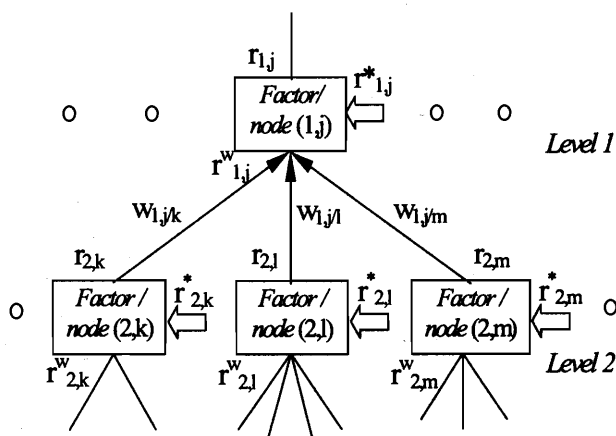 r1,j
r*1,j
Factor/
node (1,j)
Level 1
rw1,j
w1,j/k
w1,j/l
w1,j/m
r2,k
r2,l
r2,m
Factor /
node (2,k)
r*2,k
Factor /
node (2,l)
r*2,l
Factor /
node (2,m)
r*2,m
rw2,k
rw2,l
rw2,m
Level 2